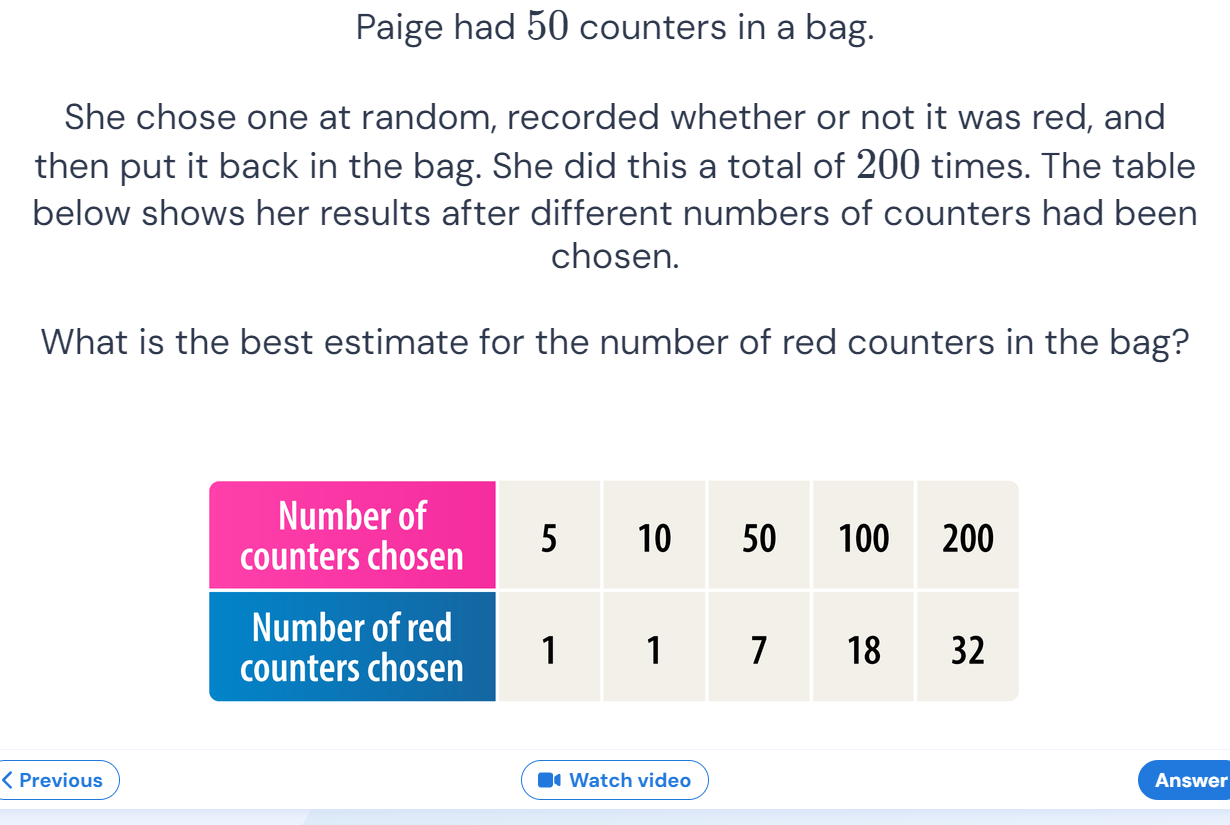 Paige had 50 counters in a bag.
She chose one at random, recorded whether or not it was red, and
then put it back in the bag. She did this a total of 200 times. The table
below shows her results after different numbers of counters had been
chosen.
What is the best estimate for the number of red counters in the bag?
Number of
counters chosen
5 10 50 100 200
Number of red
counters chosen
1 1 7 18 32
Previous
Watch video
Answer